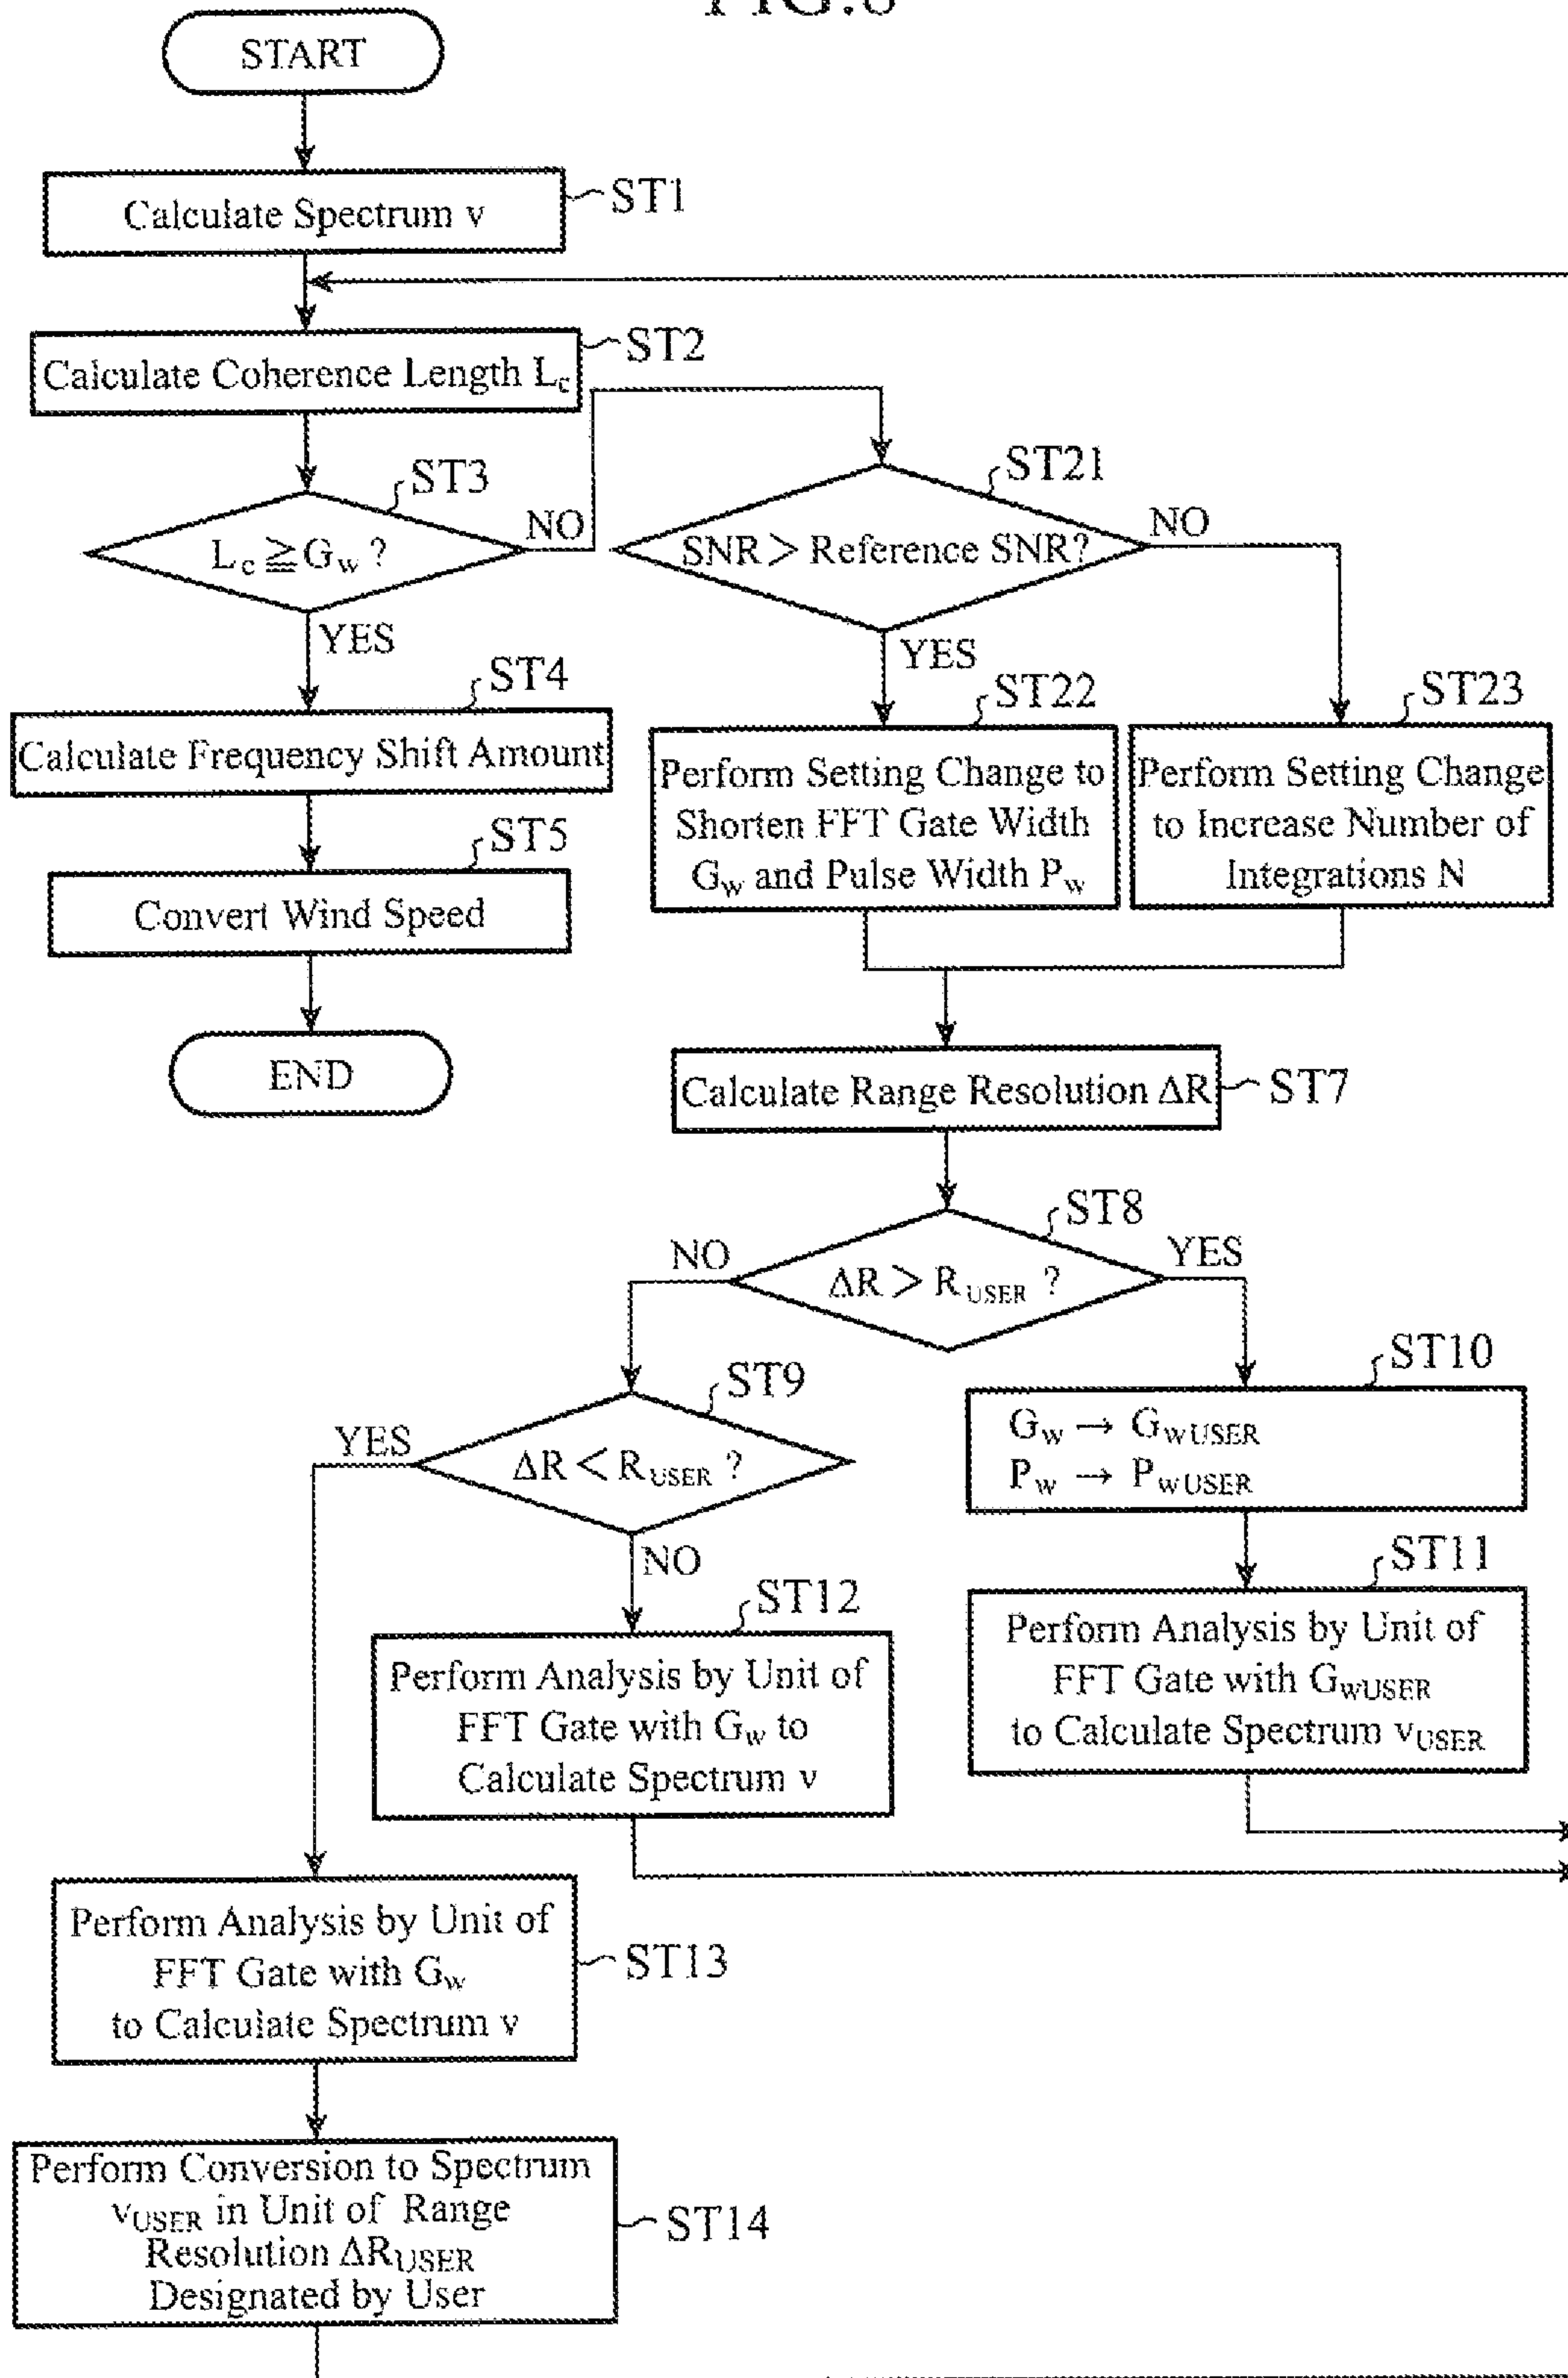 FIG.8
START
Calculate Spectrum v
ST1
Calculate Coherence Length Lc
ST2
Lc ≧ Gw ?
ST3
NO
YES
SNR > Reference SNR?
ST21
NO
YES
Calculate Frequency Shift Amount
ST4
Convert Wind Speed
ST5
END
Perform Setting Change to
Shorten FFT Gate Width
Gw and Pulse Width Pw
ST22
Perform Setting Change
to Increase Number of
Integrations N
ST23
Calculate Range Resolution ΔR
ST7
ΔR > RUSER ?
ST8
NO
YES
ΔR < RUSER ?
ST9
YES
NO
Gw → GwUSER
Pw → PwUSER
ST10
Perform Analysis by Unit of
FFT Gate with GwUSER
to Calculate Spectrum vUSER
ST11
Perform Analysis by Unit of
FFT Gate with Gw to
Calculate Spectrum v
ST12
Perform Analysis by Unit of
FFT Gate with Gw
to Calculate Spectrum v
ST13
Perform Conversion to Spectrum
vUSER in Unit of Range
Resolution ΔRUSER
Designated by User
ST14